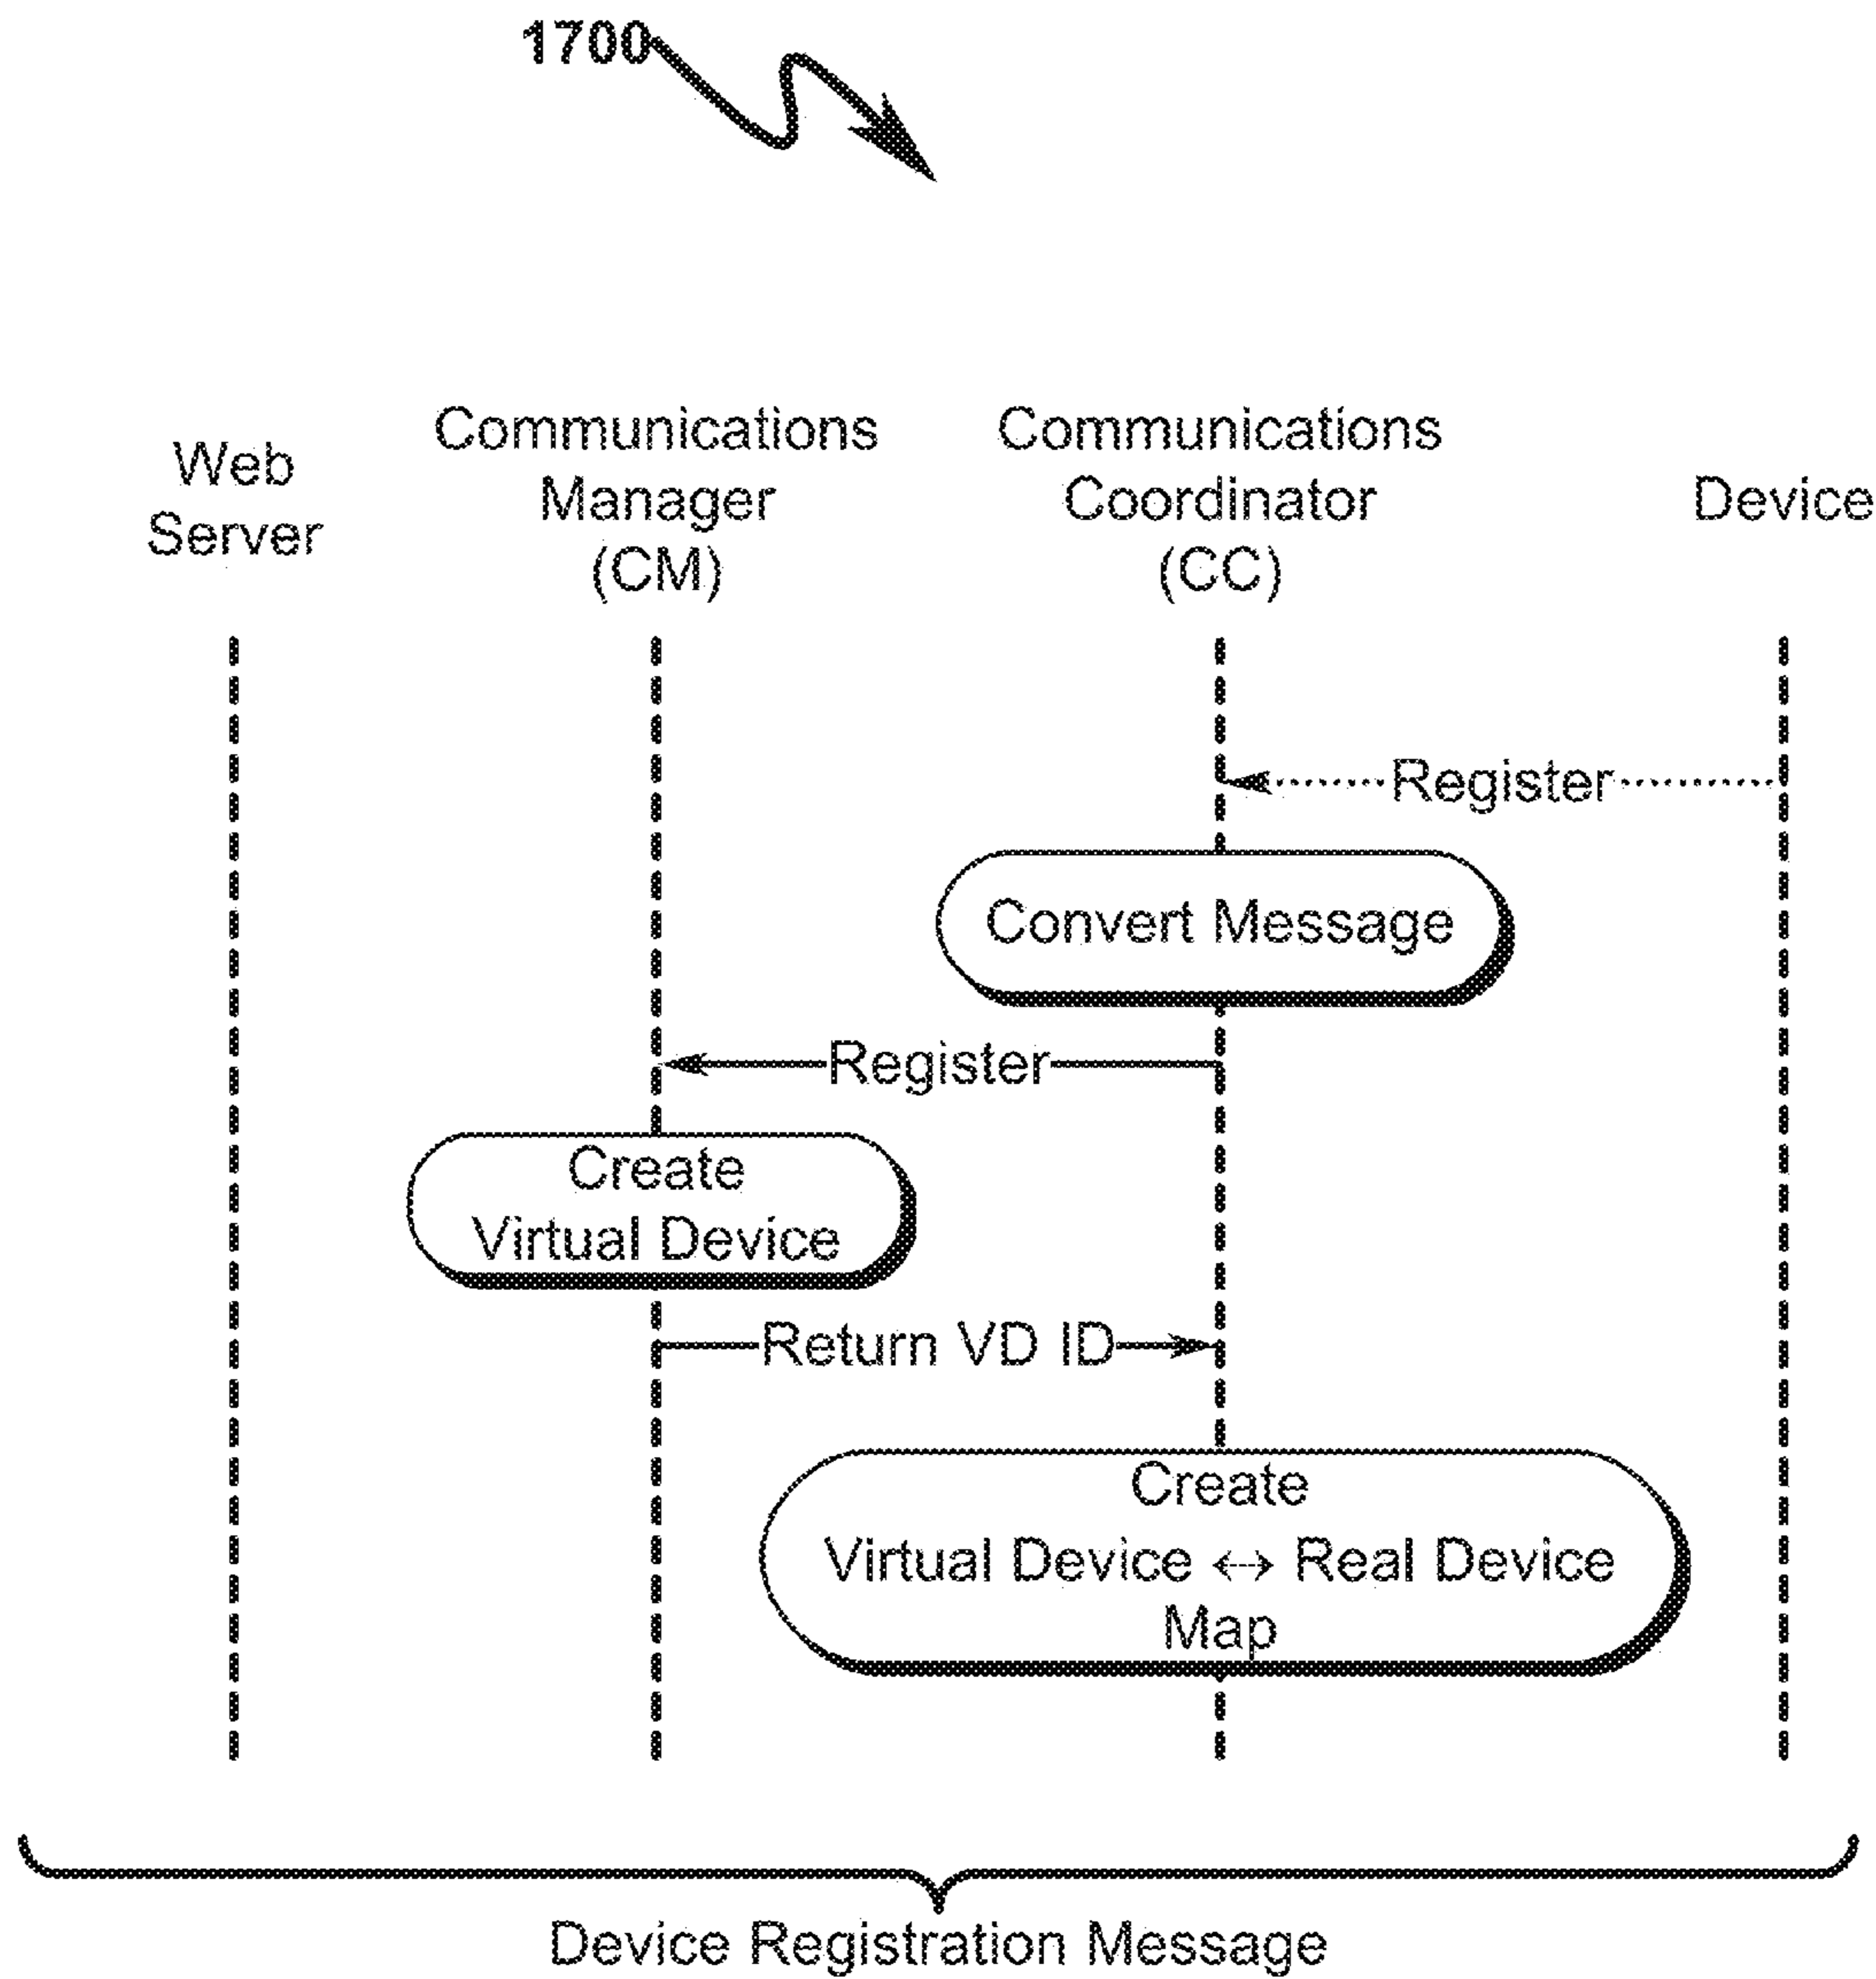 1700
Web
Server
Communications
Manager
(CM)
Communications
Coordinator
(CC)
Device
Register
Convert Message
Register
Create
Virtual Device
Return VD ID
Create
Virtual Device ↔ Real Device
Map
Device Registration Message